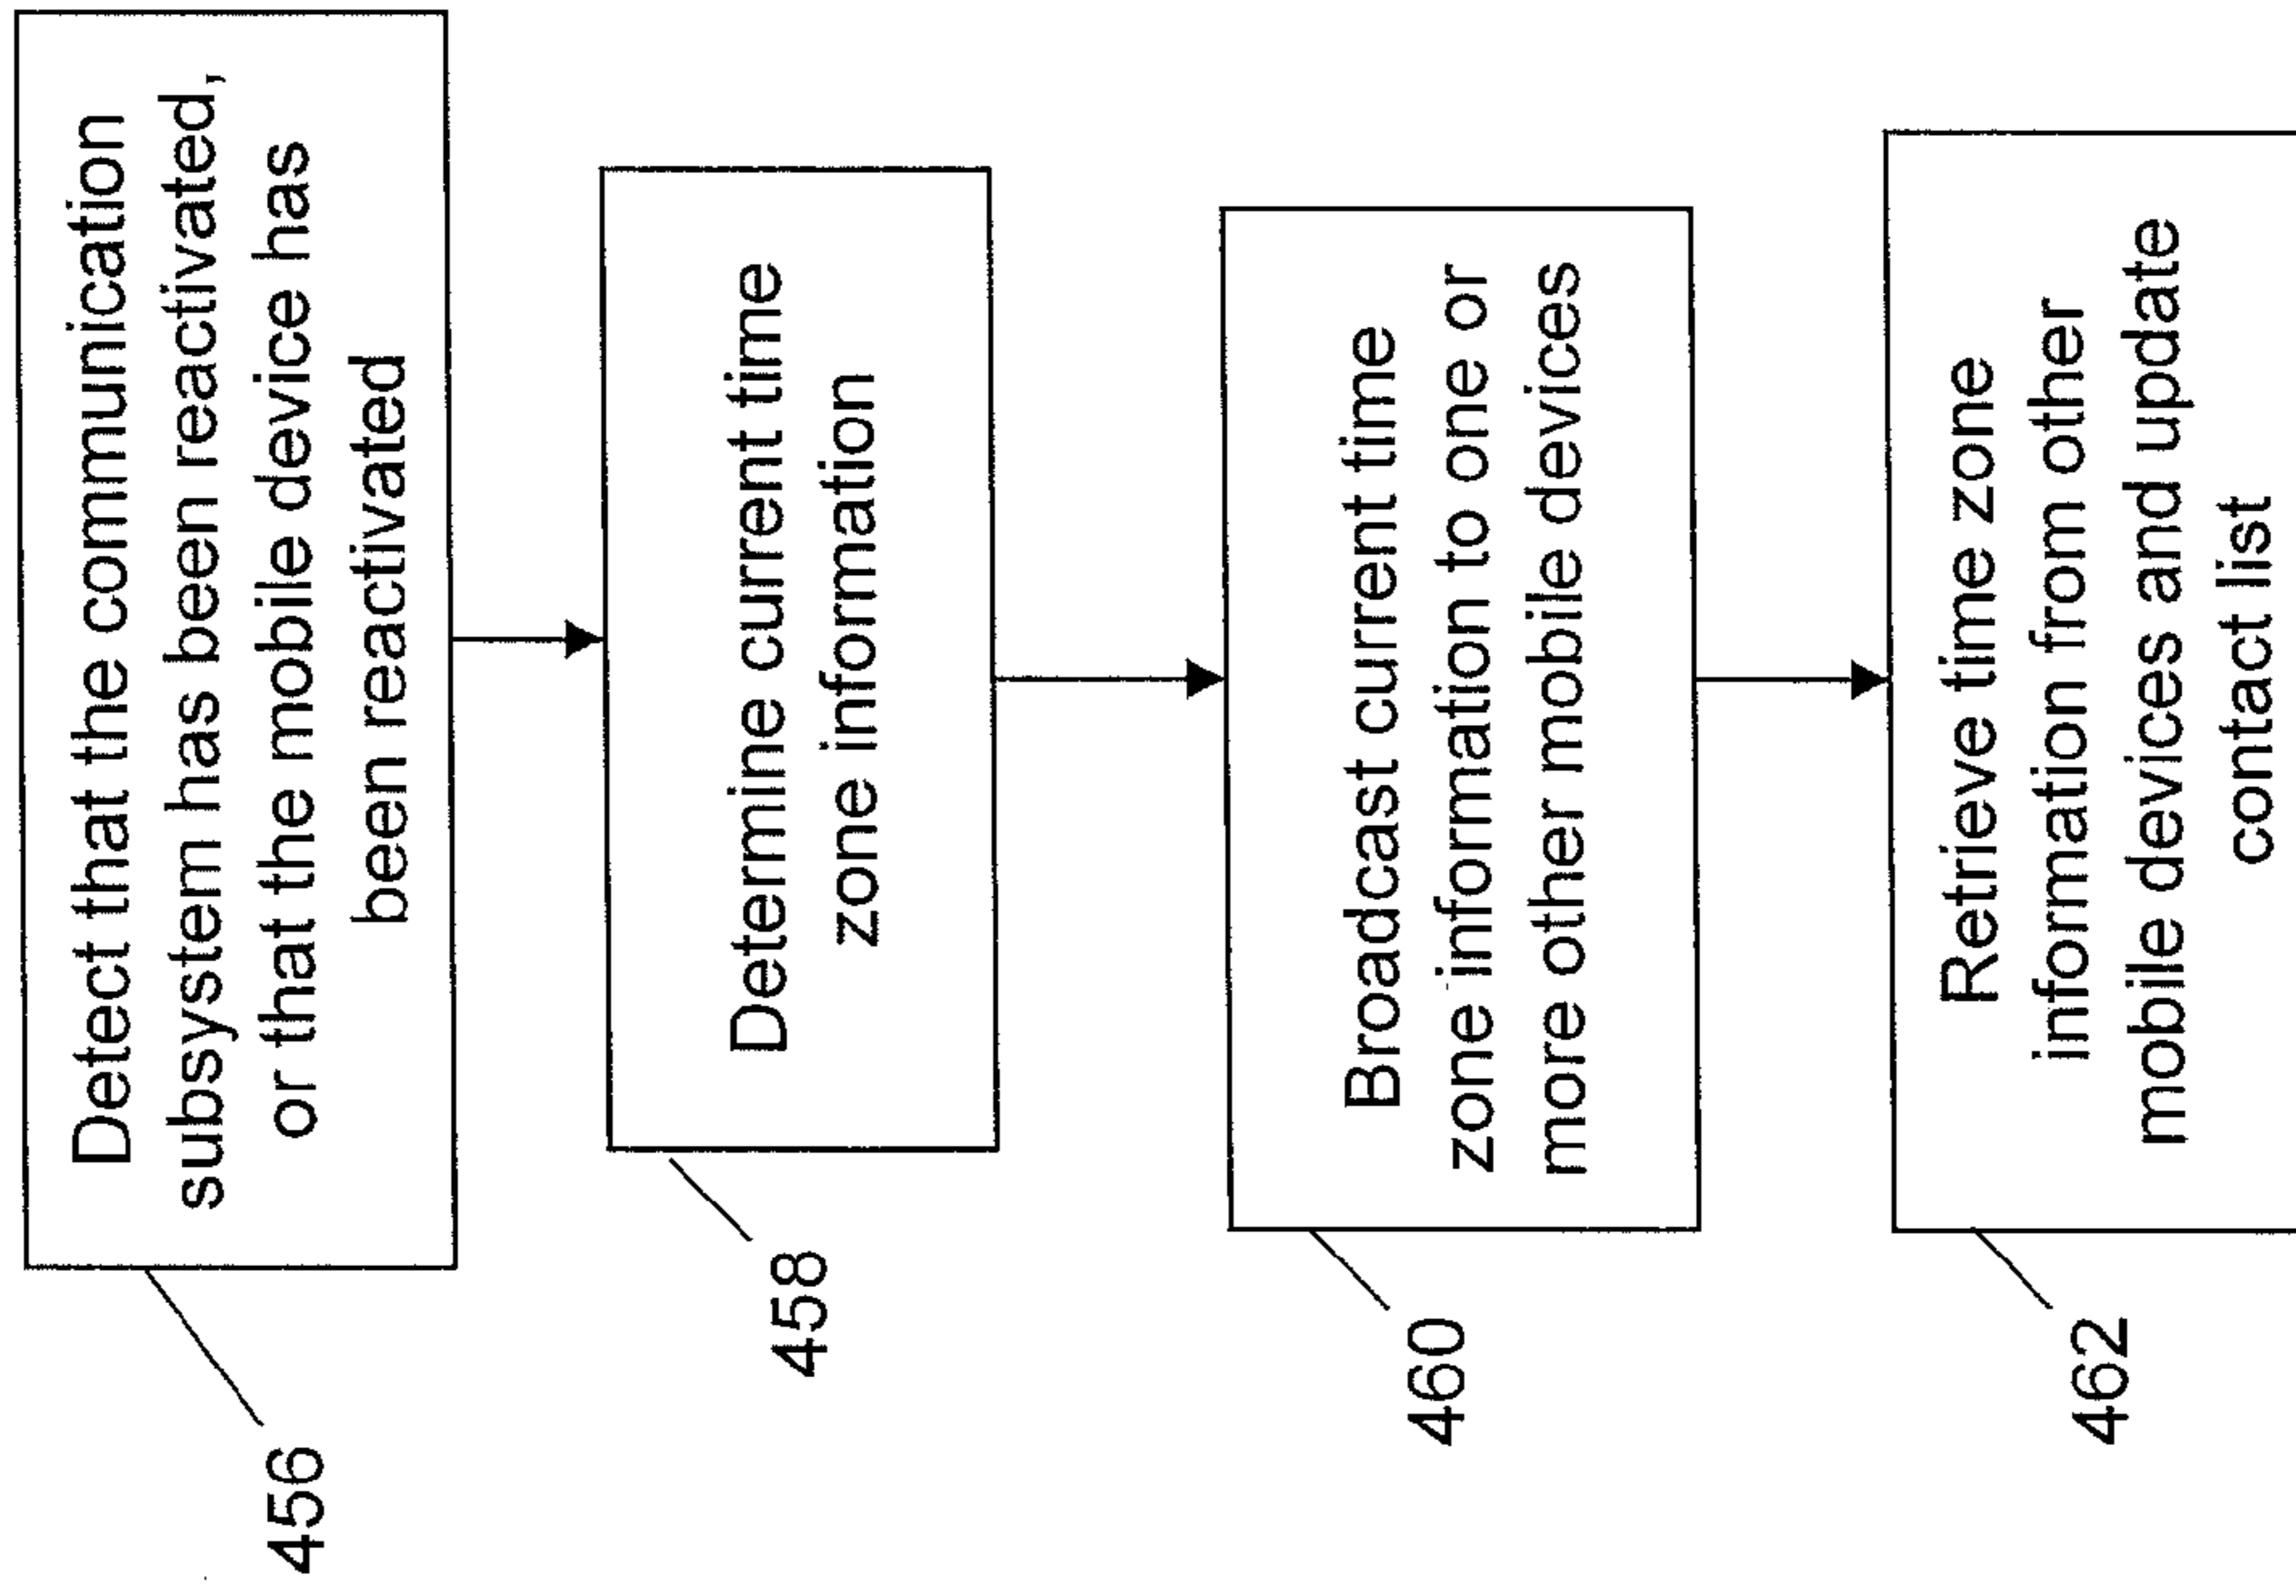 Detect that the communication
subsystem has been reactivated,
or that the mobile device has
been reactivated
456
Determine current time
zone information
458
Broadcast current time
zone information to one or
more other mobile devices
460
Retrieve time zone
information from other
mobile devices and update
contact list
462